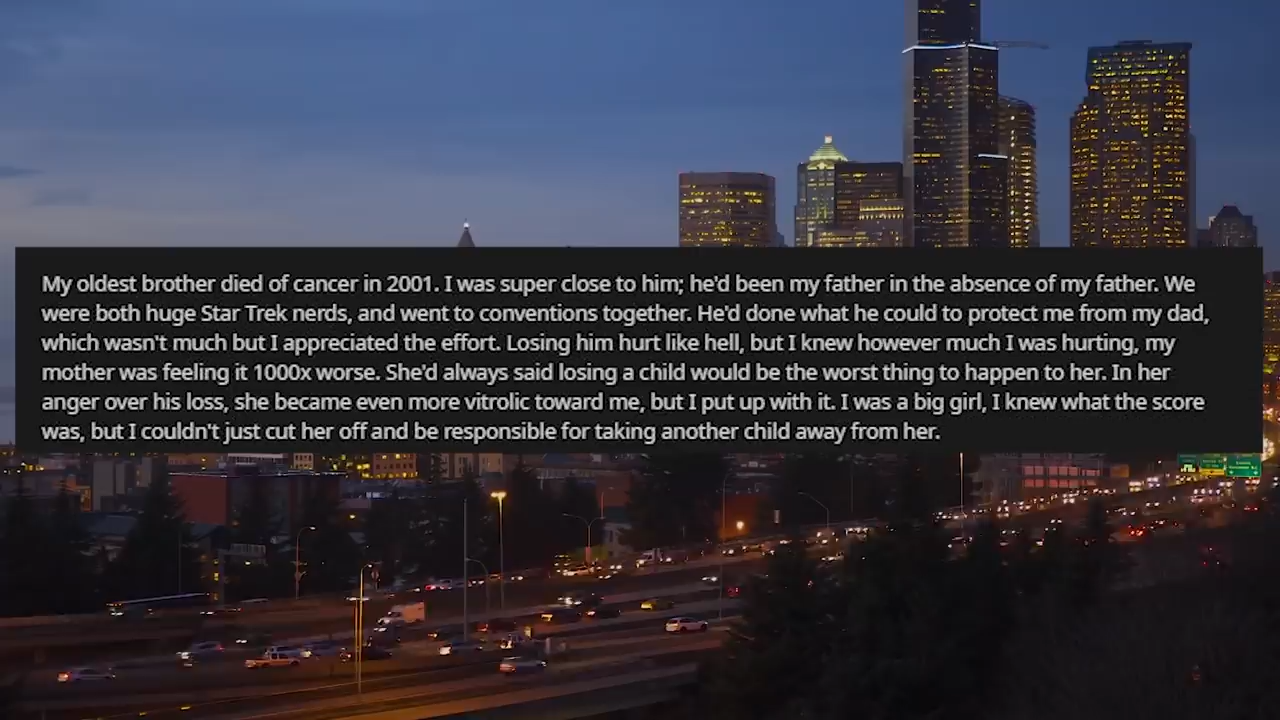 My oldest brother died of cancer in 2001. I was super close to him; he'd been my father in the absence of my father. We
were both huge Star Trek nerds, and went to conventions together. He'd done what he could to protect me from my dad,
which wasn't much but I appreciated the effort. Losing him hurt like hell, but I knew however much I was hurting, my
mother was feeling it 1000x worse. She'd always said losing a child would be the worst thing to happen to her. In her
anger over his loss, she became even more vitrolic toward me, but I put up with it. I was a big girl, I knew what the score
was, but I couldn't just cut her off and be responsible for taking another child away from her.